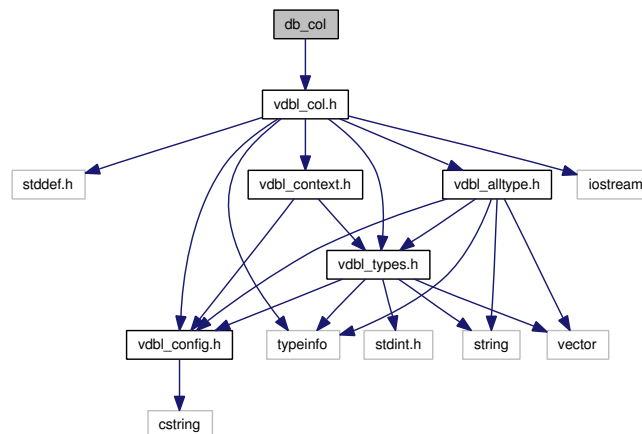 db_col
vdbl_col.h
stddef.h
vdbl_context.h
vdbl_alltype.h
iostream
vdbl_types.h
vdbl_config.h
typeinfo
stdint.h
string
vector
cstring